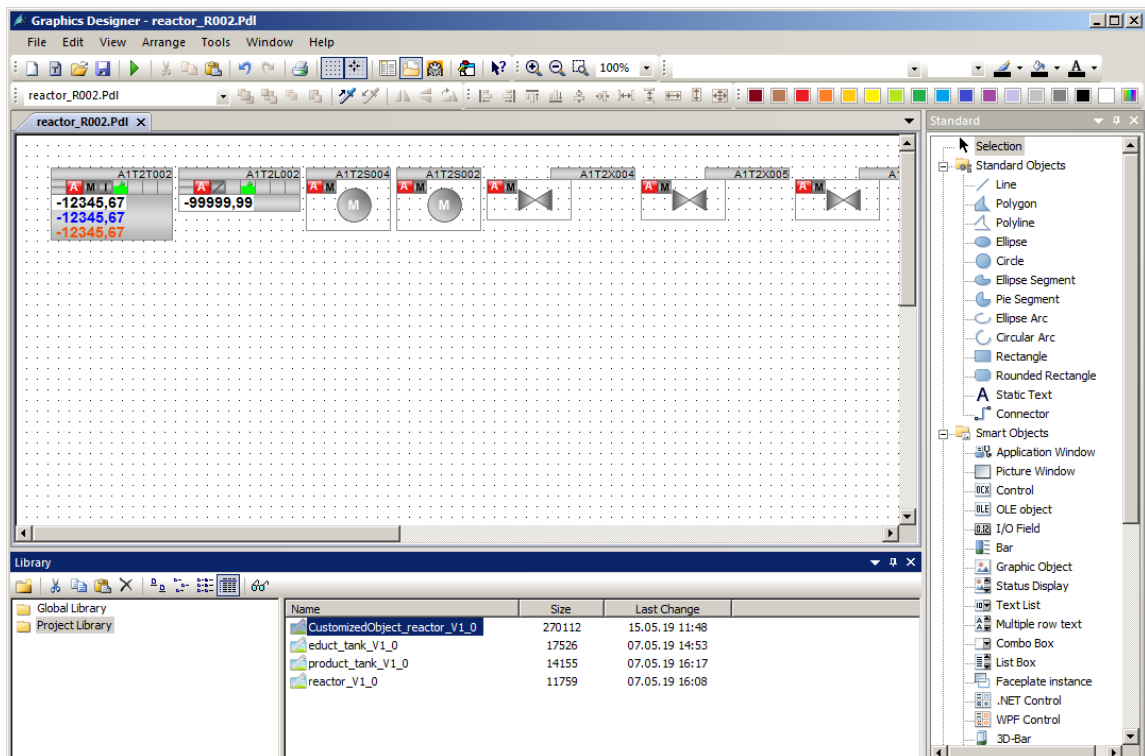 Graphics Designer - reactor_R002.Pdl
File Edit View Arrange Tools Window Help
100%
reactor_R002.Pdl
reactor_R002.Pdl X
A1T2T002 A1T2L002 A1T2S004 A1T2S002 A1T2X004 A1T2X005 A
A M I A A M A M A M A M A M
-12345,67 -99999,99 M M
-12345,67
-12345,67
Standard
Selection
Standard Objects
Line
Polygon
Polyline
Ellipse
Circle
Ellipse Segment
Pie Segment
Ellipse Arc
Circular Arc
Rectangle
Rounded Rectangle
A Static Text
Connector
Smart Objects
Application Window
Picture Window
OCX Control
OLE OLE object
0.12 I/O Field
Bar
Graphic Object
Status Display
Text List
Multiple row text
Combo Box
List Box
Faceplate instance
.NET Control
WPF Control
3D-Bar
Library
Global Library
Project Library
Name Size Last Change
CustomizedObject_reactor_V1_0 270112 15.05.19 11:48
educt_tank_V1_0 17526 07.05.19 14:53
product_tank_V1_0 14155 07.05.19 16:17
reactor_V1_0 11759 07.05.19 16:08